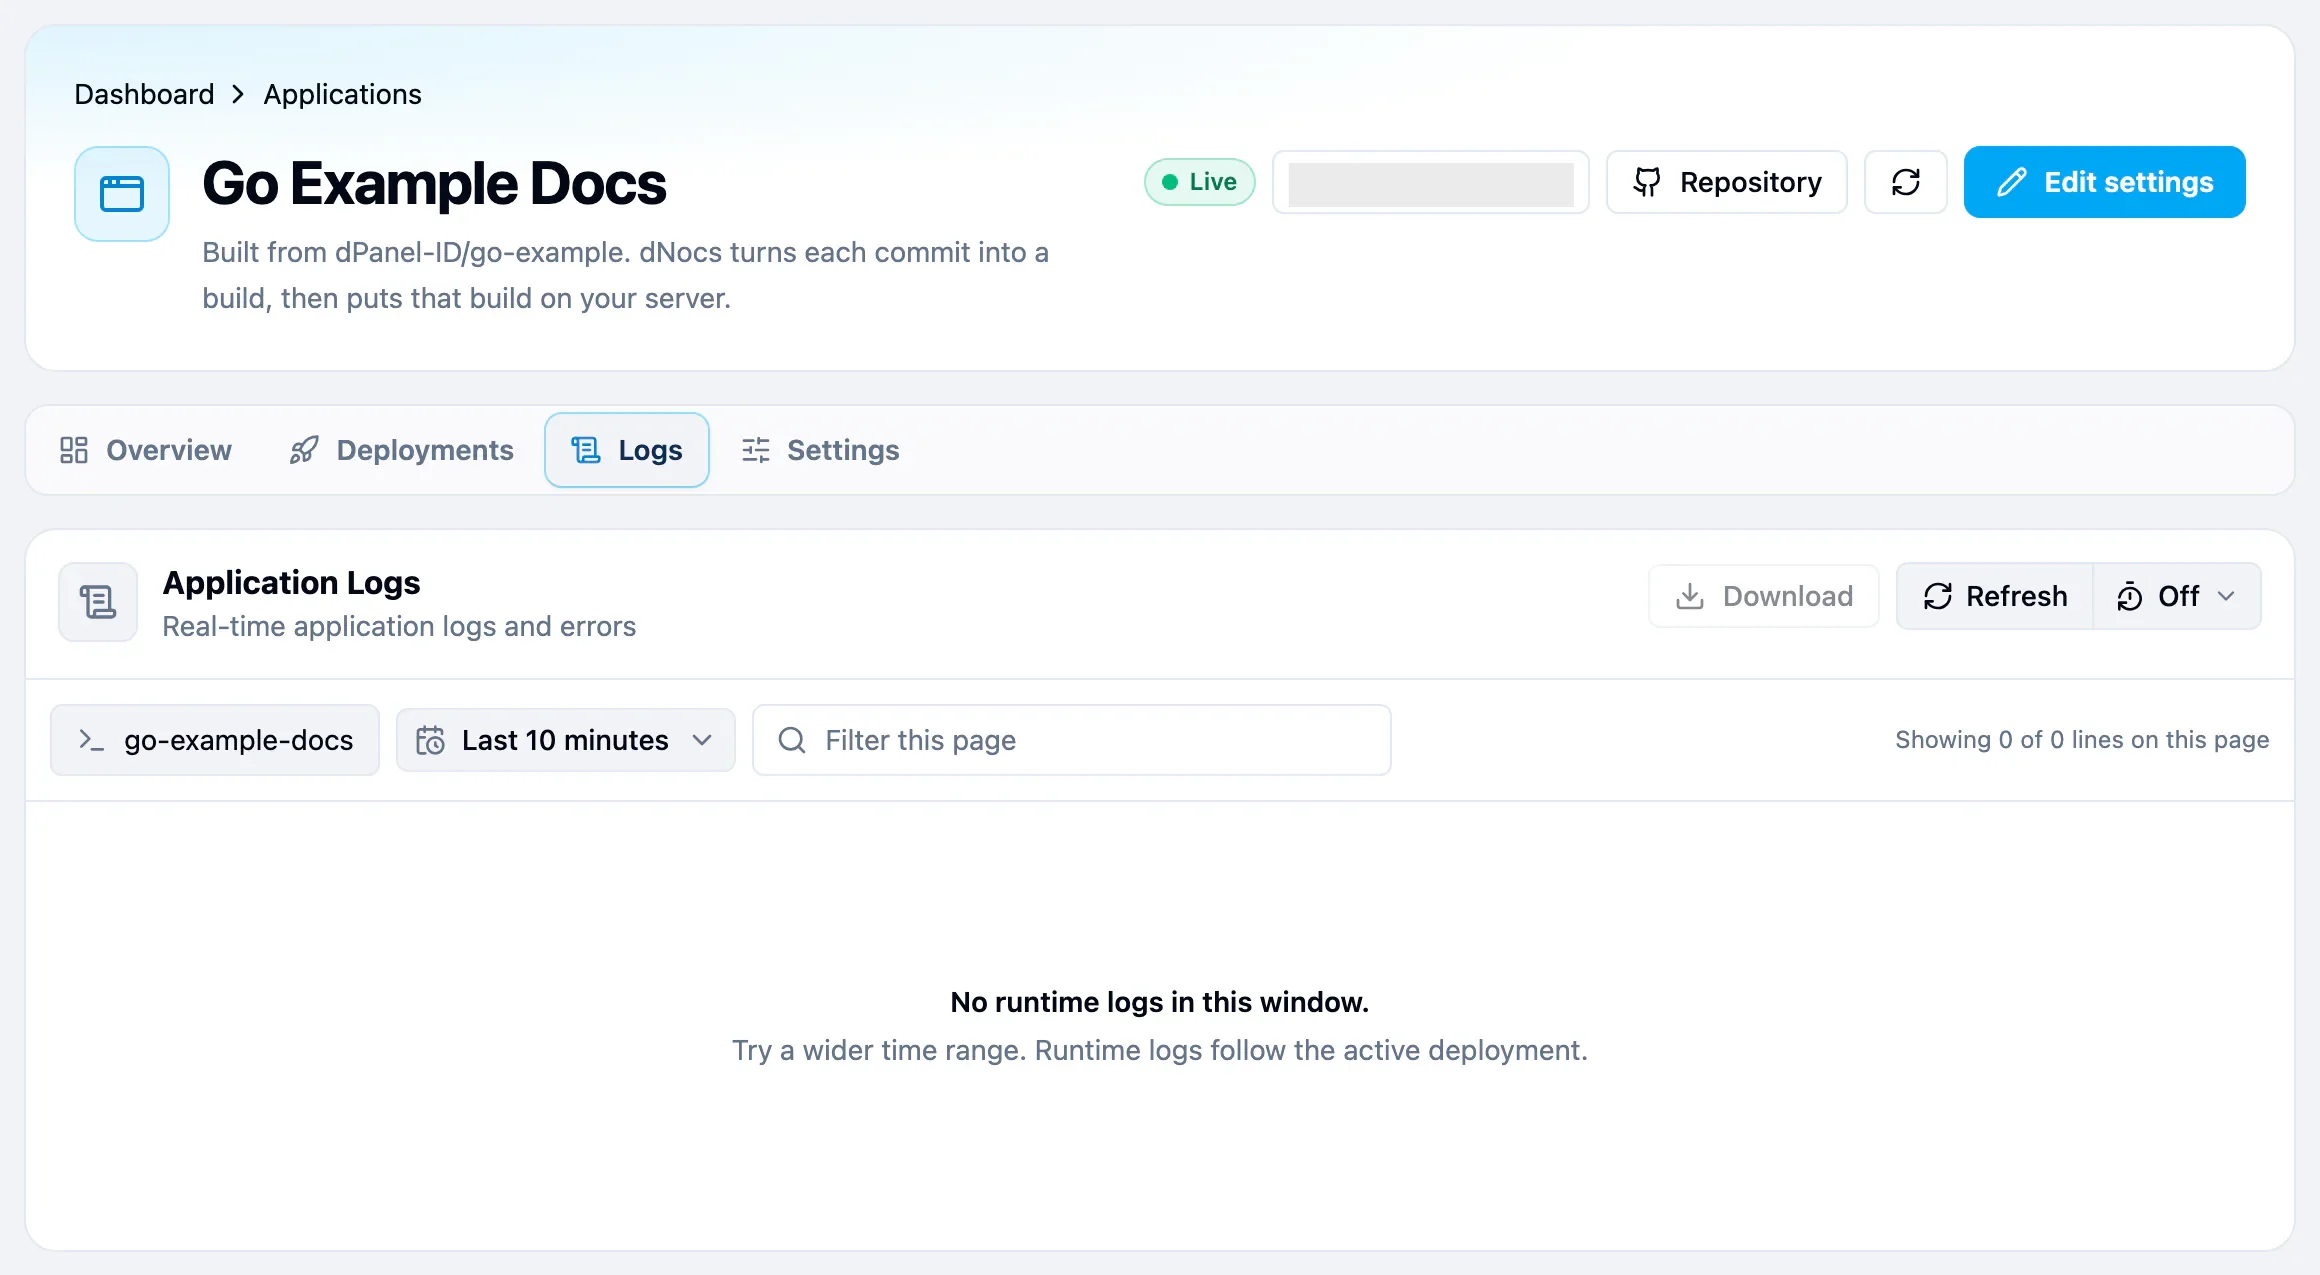 Dashboard > Applications
Go Example Docs
Live
Repository
Edit settings
Built from dPanel-ID/go-example. dNocs turns each commit into a
build, then puts that build on your server.
Overview
Deployments
Logs
Settings
Application Logs
Real-time application logs and errors
Download
Refresh
Off
go-example-docs
Last 10 minutes
Filter this page
Showing 0 of 0 lines on this page
No runtime logs in this window.
Try a wider time range. Runtime logs follow the active deployment.